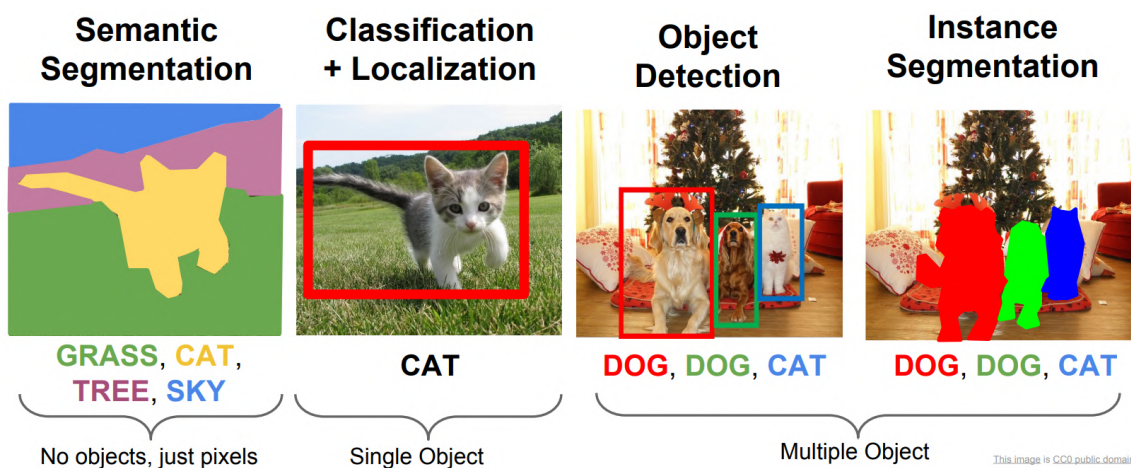 Semantic
Segmentation
Classification
+ Localization
Object
Detection
Instance
Segmentation
GRASS, CAT,
TREE, SKY
CAT
DOG, DOG, CAT
DOG, DOG, CAT
No objects, just pixels
Single Object
Multiple Object
This image is CC0 public domain